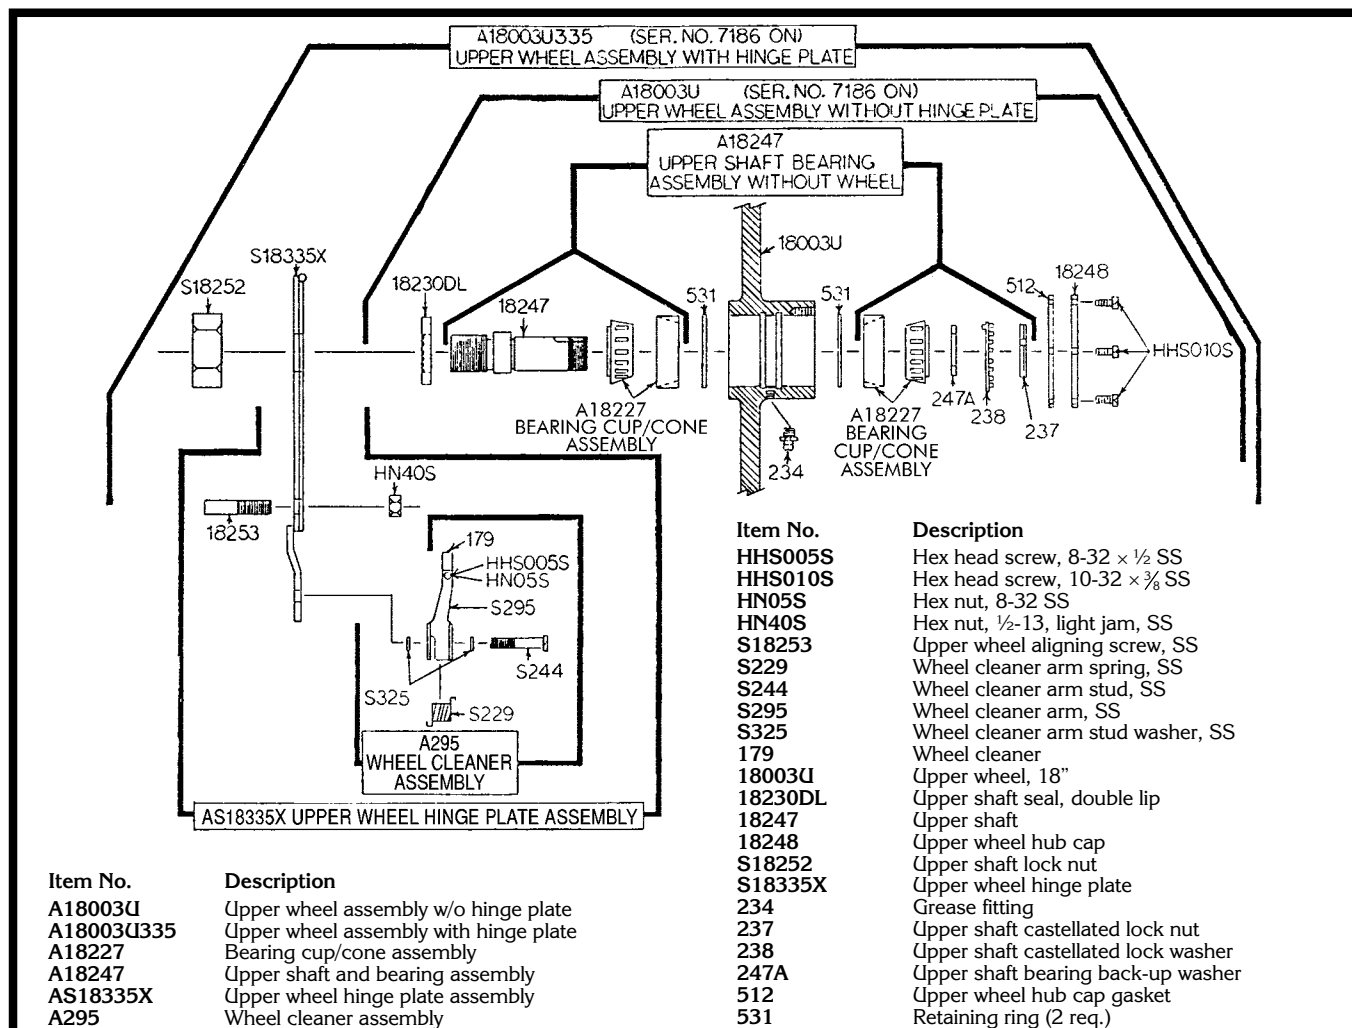 A18003U335 (SER. NO. 7186 ON)
UPPER WHEEL ASSEMBLY WITH HINGE PLATE
A18003U (SER. NO. 7186 ON)
UPPER WHEEL ASSEMBLY WITHOUT HINGE PLATE
A18247
UPPER SHAFT BEARING
ASSEMBLY WITHOUT WHEEL
S18335X
S18252
18230DL
18247
531
18003U
531
512
18248
HHS010S
A18227
BEARING CUP/CONE
ASSEMBLY
234
A18227
BEARING
CUP/CONE
ASSEMBLY
247A
238
237
HN40S
18253
179
HHS005S
HN05S
S295
S244
S325
S229
A295
WHEEL CLEANER
ASSEMBLY
AS18335X UPPER WHEEL HINGE PLATE ASSEMBLY
Item No. Description
A18003U Upper wheel assembly w/o hinge plate
A18003U335 Upper wheel assembly with hinge plate
A18227 Bearing cup/cone assembly
A18247 Upper shaft and bearing assembly
AS18335X Upper wheel hinge plate assembly
A295 Wheel cleaner assembly
Item No. Description
HHS005S Hex head screw, 8-32 × ½ SS
HHS010S Hex head screw, 10-32 × ⅜ SS
HN05S Hex nut, 8-32 SS
HN40S Hex nut, ½-13, light jam, SS
S18253 Upper wheel aligning screw, SS
S229 Wheel cleaner arm spring, SS
S244 Wheel cleaner arm stud, SS
S295 Wheel cleaner arm, SS
S325 Wheel cleaner arm stud washer, SS
179 Wheel cleaner
18003U Upper wheel, 18”
18230DL Upper shaft seal, double lip
18247 Upper shaft
18248 Upper wheel hub cap
S18252 Upper shaft lock nut
S18335X Upper wheel hinge plate
234 Grease fitting
237 Upper shaft castellated lock nut
238 Upper shaft castellated lock washer
247A Upper shaft bearing back-up washer
512 Upper wheel hub cap gasket
531 Retaining ring (2 req.)